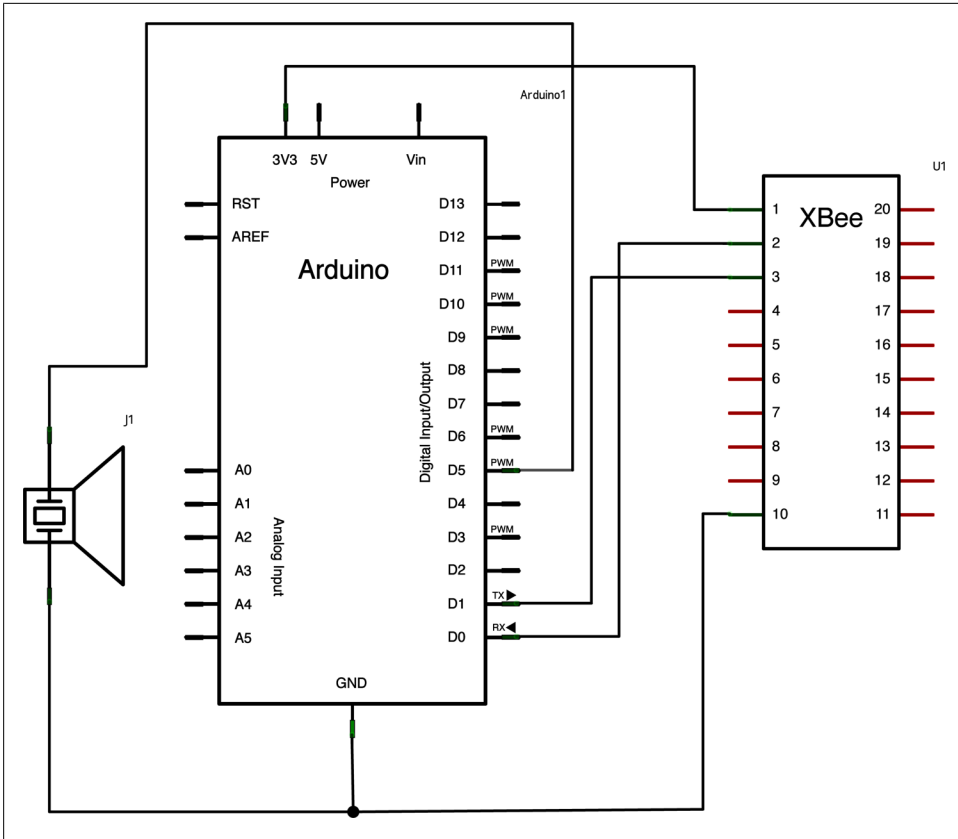 Arduino1
3V3 5V Vin
Power
U1
RST
AREF
Arduino
D13
D12
D11 PWM
D10 PWM
D9 PWM
D8
D7
D6 PWM
D5 PWM
D4
D3 PWM
D2
D1 TX
D0 RX
Digital Input/Output
A0
A1
A2
A3
A4
A5
Analog Input
GND
J1
XBee
1 20
2 19
3 18
4 17
5 16
6 15
7 14
8 13
9 12
10 11